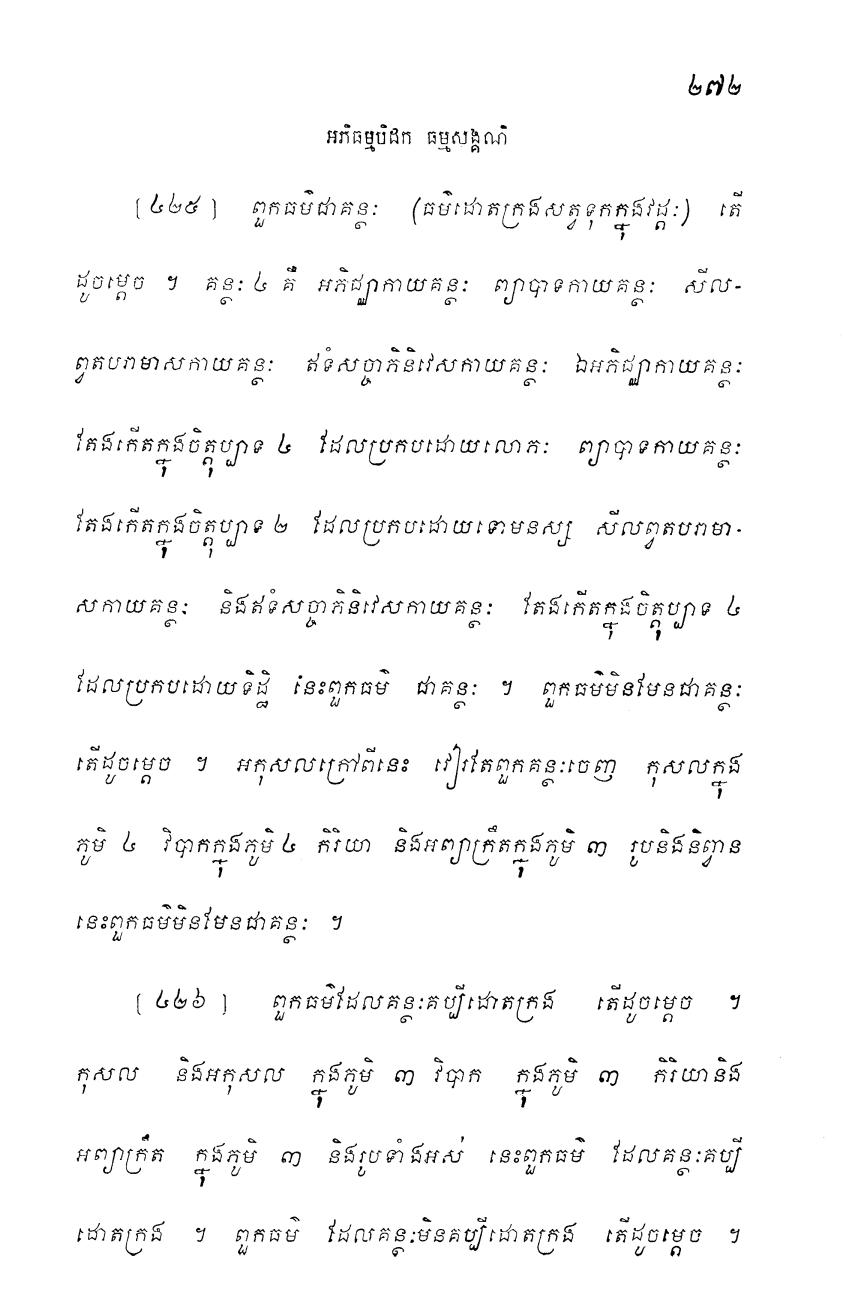 ២៧២
អភិធម្មបិដក ធម្មសង្គណិ
[៤២៥] ពួកធម៌ជាគន្ថៈ (ធម៌ដោតក្រងសត្វទុកក្នុងវដ្តៈ) តើ
ដូចម្តេច ។ គន្ថៈ ៤ គឺ អភិជ្ឈាកាយគន្ថៈ ព្យាបាទកាយគន្ថៈ សីល-
ព្វតបរាមាសកាយគន្ថៈ ឥទំសច្ចាភិនិវេសកាយគន្ថៈ ឯអភិជ្ឈាកាយគន្ថៈ
តែងកើតក្នុងចិត្តុប្បាទ ៤ ដែលប្រកបដោយលោភៈ ព្យាបាទកាយគន្ថៈ
តែងកើតក្នុងចិត្តុប្បាទ ២ ដែលប្រកបដោយទោមនស្ស សីលព្វតបរាមា-
សកាយគន្ថៈ និងឥទំសច្ចាភិនិវេសកាយគន្ថៈ តែងកើតក្នុងចិត្តុប្បាទ ៤
ដែលប្រកបដោយទិដ្ឋិ នេះពួកធម៌ ជាគន្ថៈ ។ ពួកធម៌មិនមែនជាគន្ថៈ
តើដូចម្តេច ។ អកុសលក្រៅពីនេះ វៀរតែពួកគន្ថៈចេញ កុសលក្នុង
ភូមិ ៤ វិបាកក្នុងភូមិ ៤ កិរិយា និងអព្យាក្រឹតក្នុងភូមិ ៣ រូបនិងនិព្វាន
នេះពួកធម៌មិនមែនជាគន្ថៈ ។
[៤២៦] ពួកធម៌ដែលគន្ថៈគប្បីដោតក្រង តើដូចម្តេច ។
កុសល និងអកុសល ក្នុងភូមិ ៣ វិបាក ក្នុងភូមិ ៣ កិរិយានិង
អព្យាក្រឹត ក្នុងភូមិ ៣ និងរូបទាំងអស់ នេះពួកធម៌ ដែលគន្ថៈគប្បី
ដោតក្រង ។ ពួកធម៌ ដែលគន្ថៈមិនគប្បីដោតក្រង តើដូចម្តេច ។